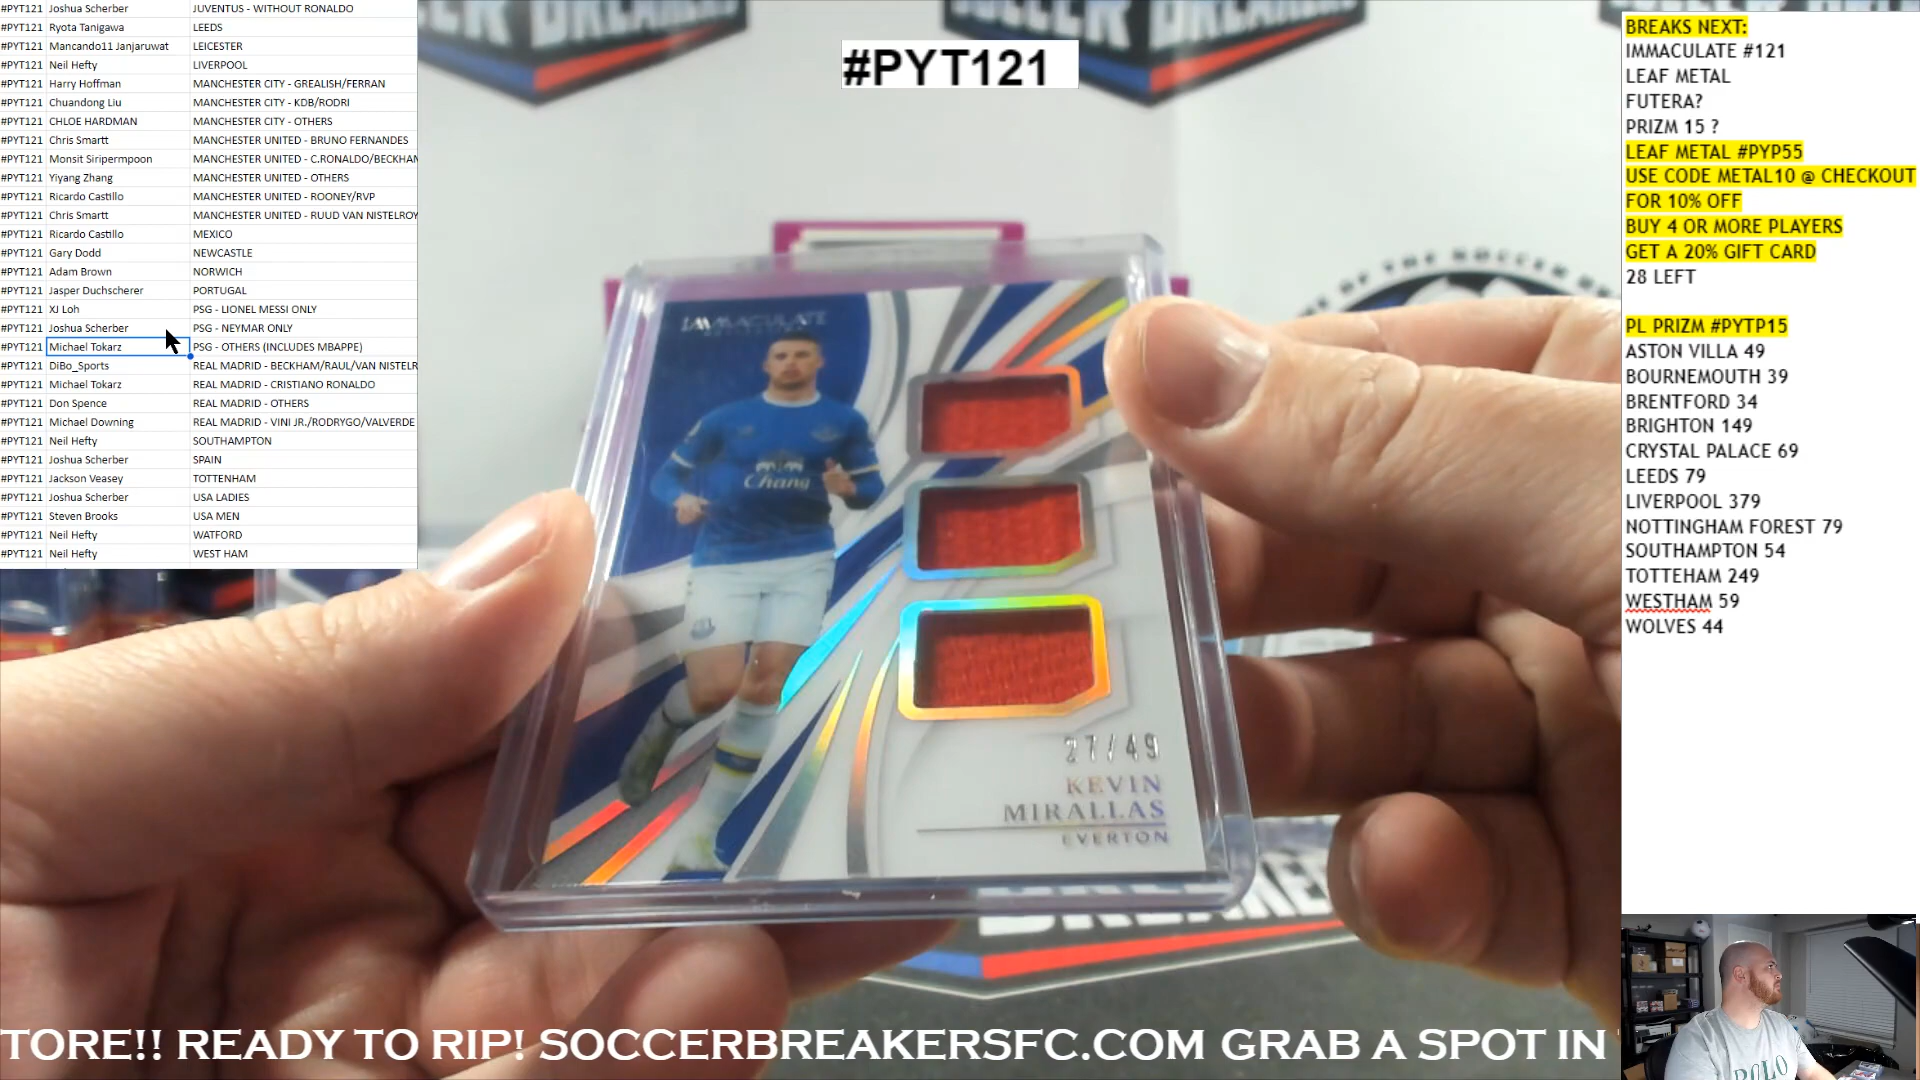 #PYT121 Joshua Scherber JUVENTUS - WITHOUT RONALDO
#PYT121 Ryota Tanigawa LEEDS
#PYT121 Mancando11 Janjaruwat LEICESTER
#PYT121 Neil Hefty LIVERPOOL
#PYT121 Harry Hoffman MANCHESTER CITY - GREALISH/FERRAN
#PYT121 Chuandong Liu MANCHESTER CITY - KDB/RODRI
#PYT121 CHLOE HARDMAN MANCHESTER CITY - OTHERS
#PYT121 Chris Smartt MANCHESTER UNITED - BRUNO FERNANDES
#PYT121 Monsit Siripermpoon MANCHESTER UNITED - C.RONALDO/BECKHAM
#PYT121 Yiyang Zhang MANCHESTER UNITED - OTHERS
#PYT121 Ricardo Castillo MANCHESTER UNITED - ROONEY/RVP
#PYT121 Chris Smartt MANCHESTER UNITED - RUUD VAN NISTELROY
#PYT121 Ricardo Castillo MEXICO
#PYT121 Gary Dodd NEWCASTLE
#PYT121 Adam Brown NORWICH
#PYT121 Jasper Duchscherer PORTUGAL
#PYT121 XJ Loh PSG - LIONEL MESSI ONLY
#PYT121 Joshua Scherber PSG - NEYMAR ONLY
#PYT121 Michael Tokarz PSG - OTHERS (INCLUDES MBAPPE)
#PYT121 DiBo_Sports REAL MADRID - BECKHAM/RAUL/VAN NISTELR
#PYT121 Michael Tokarz REAL MADRID - CRISTIANO RONALDO
#PYT121 Don Spence REAL MADRID - OTHERS
#PYT121 Michael Downing REAL MADRID - VINI JR./RODRYGO/VALVERDE
#PYT121 Neil Hefty SOUTHAMPTON
#PYT121 Joshua Scherber SPAIN
#PYT121 Jackson Veasey TOTTENHAM
#PYT121 Joshua Scherber USA LADIES
#PYT121 Steven Brooks USA MEN
#PYT121 Neil Hefty WATFORD
#PYT121 Neil Hefty WEST HAM
#PYT121
IMMACULATE
Chang
27/49
KEVIN
MIRALLAS
EVERTON
BREAKS NEXT:
IMMACULATE #121
LEAF METAL
FUTERA?
PRIZM 15 ?
LEAF METAL #PYP55
USE CODE METAL10 @ CHECKOUT
FOR 10% OFF
BUY 4 OR MORE PLAYERS
GET A 20% GIFT CARD
28 LEFT
PL PRIZM #PYTP15
ASTON VILLA 49
BOURNEMOUTH 39
BRENTFORD 34
BRIGHTON 149
CRYSTAL PALACE 69
LEEDS 79
LIVERPOOL 379
NOTTINGHAM FOREST 79
SOUTHAMPTON 54
TOTTEHAM 249
WESTHAM 59
WOLVES 44
TORE!! READY TO RIP! SOCCERBREAKERSFC.COM GRAB A SPOT IN